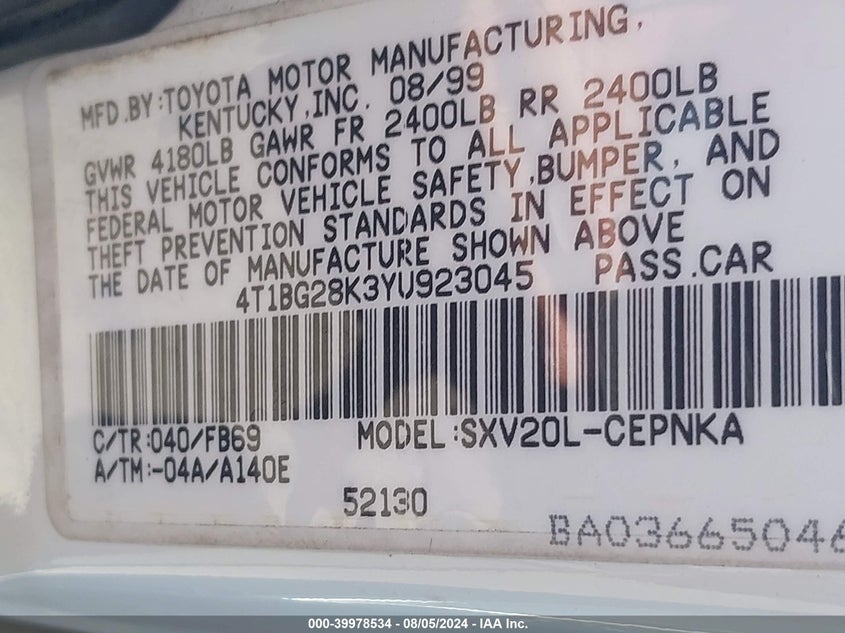 MFD.BY:TOYOTA MOTOR MANUFACTURING,
KENTUCKY,INC. 08/99
GVWR 4180LB GAWR FR 2400LB RR 2400LB
THIS VEHICLE CONFORMS TO ALL APPLICABLE
FEDERAL MOTOR VEHICLE SAFETY,BUMPER, AND
THEFT PREVENTION STANDARDS IN EFFECT ON
THE DATE OF MANUFACTURE SHOWN ABOVE
4T1BG28K3YU923045 PASS.CAR
C/TR:040/FB69 MODEL:SXV20L-CEPNKA
A/TM:-04A/A140E
52130
BA03665046
000-39978534 - 08/05/2024 - IAA Inc.